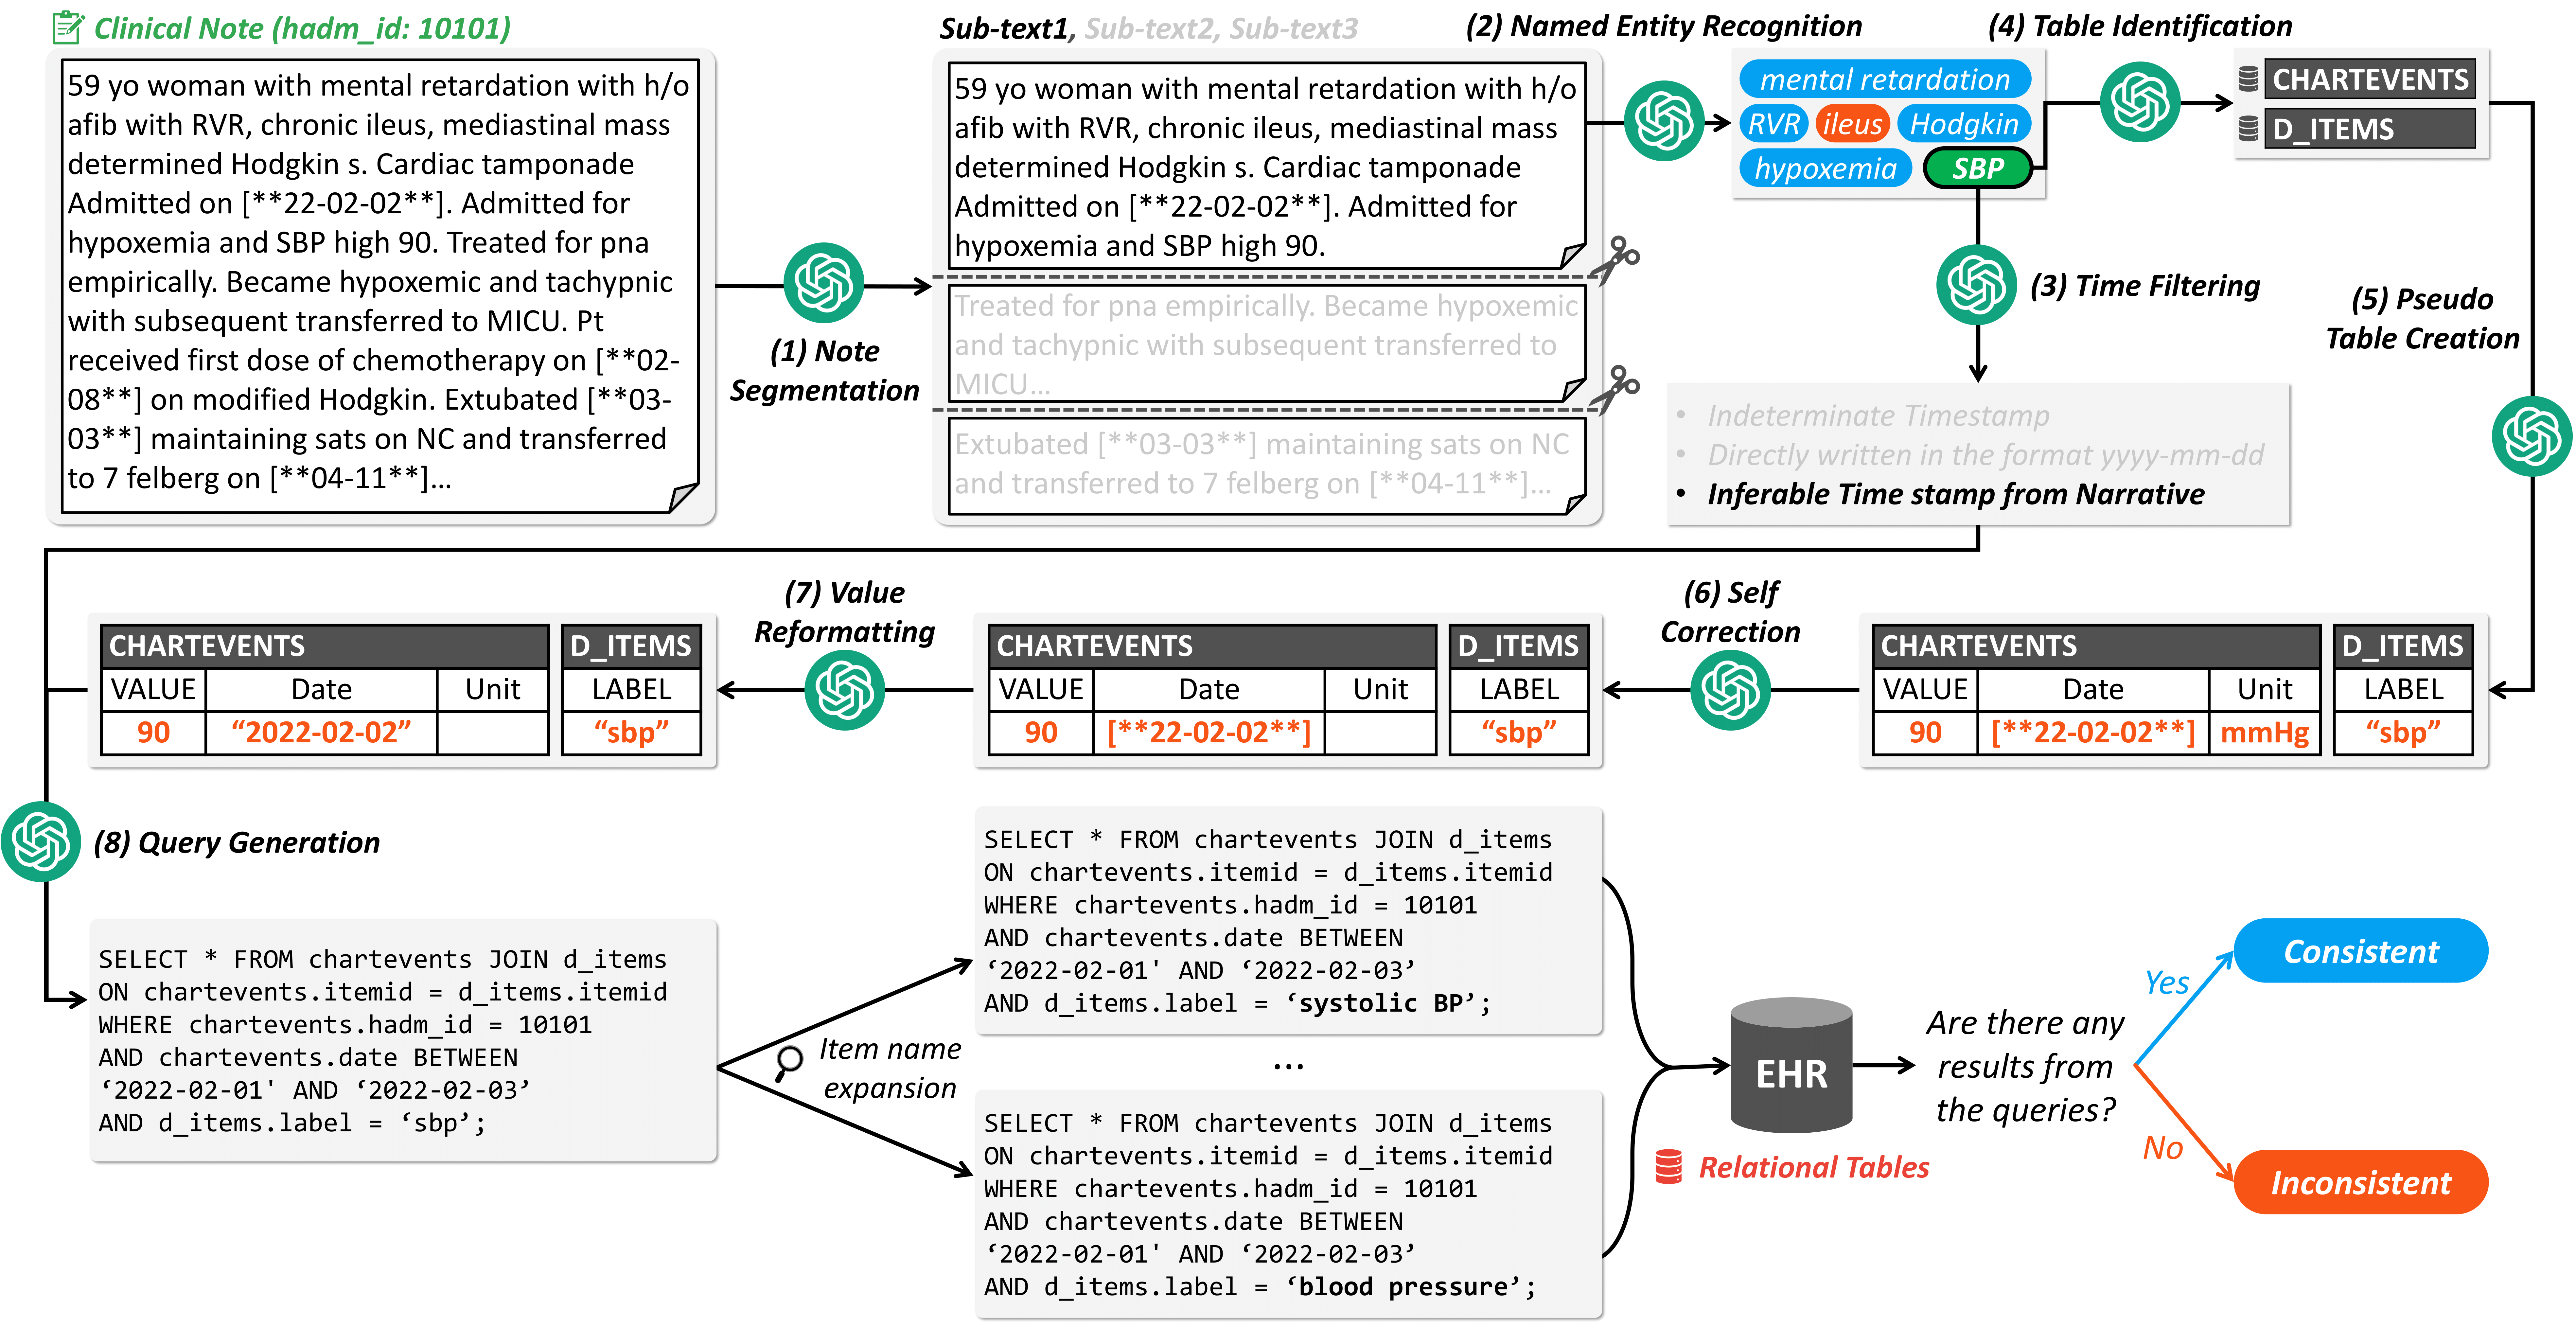 Clinical Note (hadm_id: 10101)
59 yo woman with mental retardation with h/o
afib with RVR, chronic ileus, mediastinal mass
determined Hodgkin s. Cardiac tamponade
Admitted on [**22-02-02**]. Admitted for
hypoxemia and SBP high 90. Treated for pna
empirically. Became hypoxemic and tachypnic
with subsequent transferred to MICU. Pt
received first dose of chemotherapy on [**02-
08**] on modified Hodgkin. Extubated [**03-
03**] maintaining sats on NC and transferred
to 7 felberg on [**04-11**]...
(1) Note
Segmentation
Sub-text1, Sub-text2, Sub-text3
59 yo woman with mental retardation with h/o
afib with RVR, chronic ileus, mediastinal mass
determined Hodgkin s. Cardiac tamponade
Admitted on [**22-02-02**]. Admitted for
hypoxemia and SBP high 90.
Treated for pna empirically. Became hypoxemic
and tachypnic with subsequent transferred to
MICU...
Extubated [**03-03**] maintaining sats on NC
and transferred to 7 felberg on [**04-11**]...
(2) Named Entity Recognition
mental retardation
RVR ileus Hodgkin
hypoxemia SBP
(3) Time Filtering
• Indeterminate Timestamp
• Directly written in the format yyyy-mm-dd
• Inferable Time stamp from Narrative
(4) Table Identification
CHARTEVENTS
D_ITEMS
(5) Pseudo
Table Creation
CHARTEVENTS D_ITEMS
VALUE Date Unit LABEL
90 [**22-02-02**] mmHg “sbp”
(6) Self
Correction
CHARTEVENTS D_ITEMS
VALUE Date Unit LABEL
90 [**22-02-02**] “sbp”
(7) Value
Reformatting
CHARTEVENTS D_ITEMS
VALUE Date Unit LABEL
90 “2022-02-02” “sbp”
(8) Query Generation
SELECT * FROM chartevents JOIN d_items
ON chartevents.itemid = d_items.itemid
WHERE chartevents.hadm_id = 10101
AND chartevents.date BETWEEN
‘2022-02-01' AND ‘2022-02-03’
AND d_items.label = ‘sbp’;
Item name
expansion
SELECT * FROM chartevents JOIN d_items
ON chartevents.itemid = d_items.itemid
WHERE chartevents.hadm_id = 10101
AND chartevents.date BETWEEN
‘2022-02-01' AND ‘2022-02-03’
AND d_items.label = ‘systolic BP’;
...
SELECT * FROM chartevents JOIN d_items
ON chartevents.itemid = d_items.itemid
WHERE chartevents.hadm_id = 10101
AND chartevents.date BETWEEN
‘2022-02-01' AND ‘2022-02-03’
AND d_items.label = ‘blood pressure’;
EHR
Relational Tables
Are there any
results from
the queries?
Yes
Consistent
No
Inconsistent